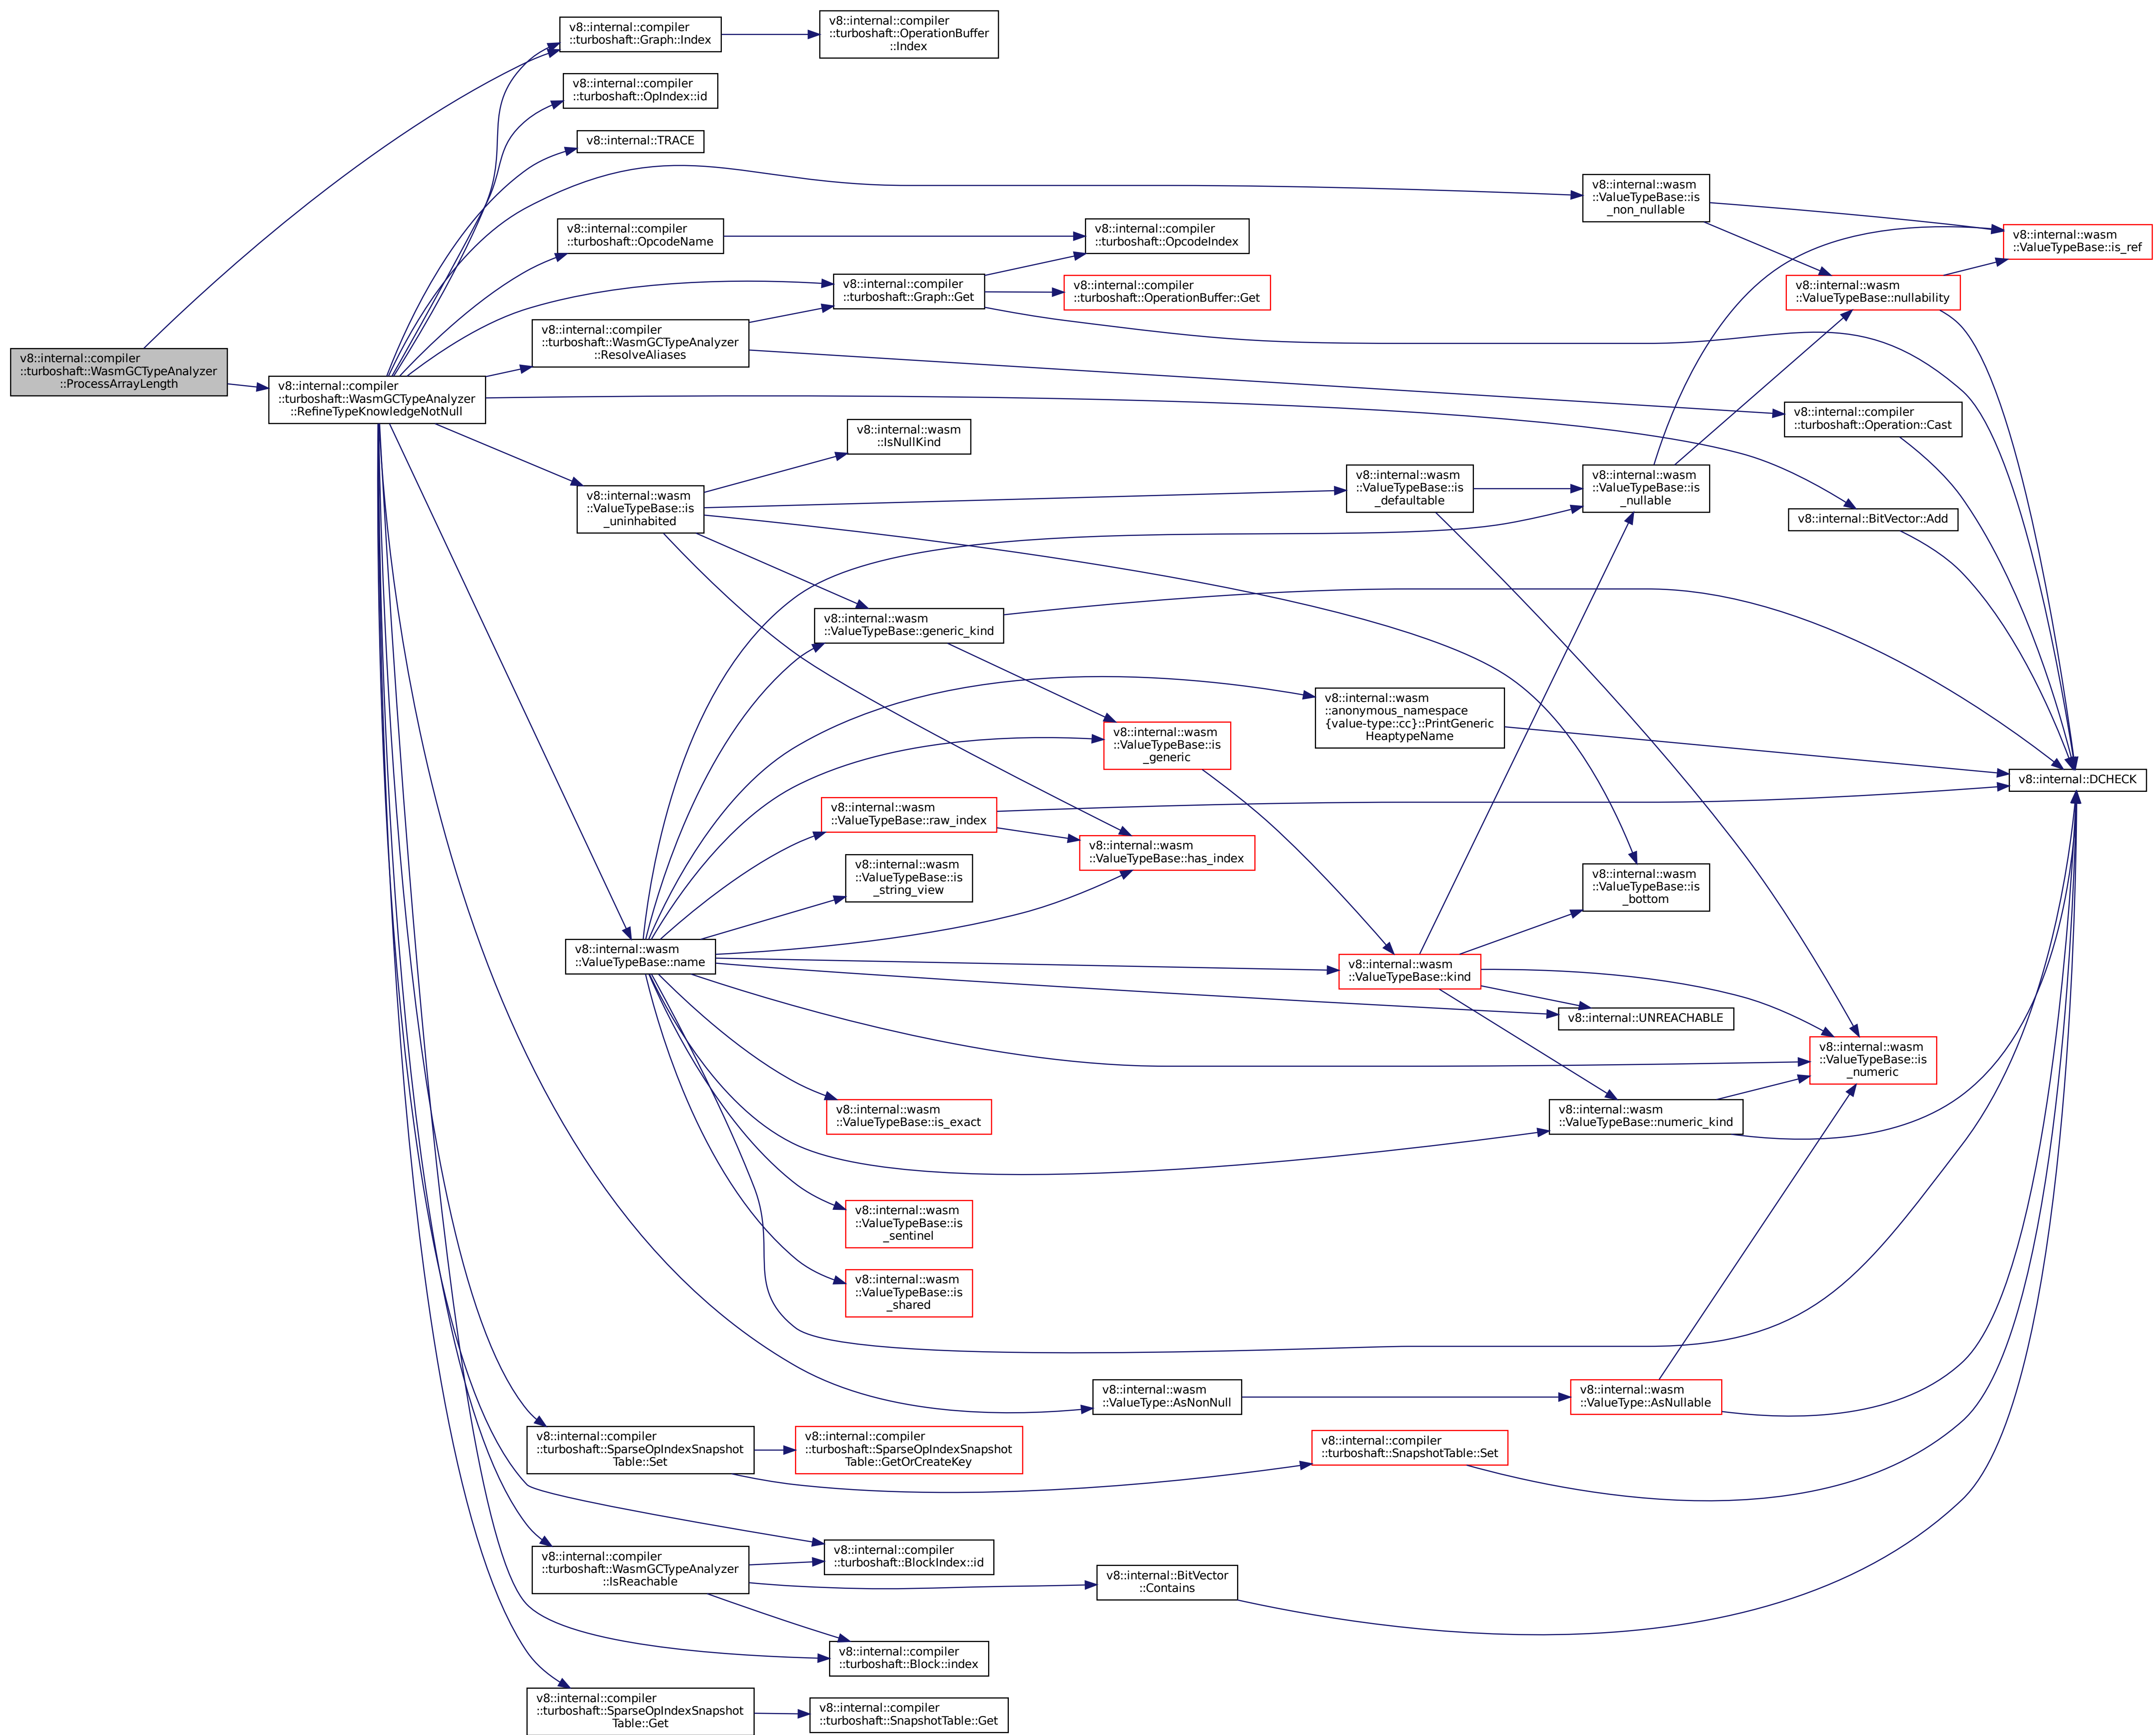 v8::internal::compiler
::turboshaft::WasmGCTypeAnalyzer
::ProcessArrayLength
v8::internal::compiler
::turboshaft::Graph::Index
v8::internal::compiler
::turboshaft::OperationBuffer
::Index
v8::internal::compiler
::turboshaft::OpIndex::id
v8::internal::TRACE
v8::internal::wasm
::ValueTypeBase::is
_non_nullable
v8::internal::compiler
::turboshaft::OpcodeName
v8::internal::compiler
::turboshaft::OpcodeIndex
v8::internal::wasm
::ValueTypeBase::is_ref
v8::internal::compiler
::turboshaft::Graph::Get
v8::internal::compiler
::turboshaft::OperationBuffer::Get
v8::internal::wasm
::ValueTypeBase::nullability
v8::internal::compiler
::turboshaft::WasmGCTypeAnalyzer
::ResolveAliases
v8::internal::compiler
::turboshaft::WasmGCTypeAnalyzer
::RefineTypeKnowledgeNotNull
v8::internal::compiler
::turboshaft::Operation::Cast
v8::internal::wasm
::IsNullKind
v8::internal::wasm
::ValueTypeBase::is
_uninhabited
v8::internal::wasm
::ValueTypeBase::is
_defaultable
v8::internal::wasm
::ValueTypeBase::is
_nullable
v8::internal::BitVector::Add
v8::internal::wasm
::ValueTypeBase::generic_kind
v8::internal::wasm
::anonymous_namespace
{value-type::cc}::PrintGeneric
HeaptypeName
v8::internal::wasm
::ValueTypeBase::is
_generic
v8::internal::DCHECK
v8::internal::wasm
::ValueTypeBase::raw_index
v8::internal::wasm
::ValueTypeBase::has_index
v8::internal::wasm
::ValueTypeBase::is
_string_view
v8::internal::wasm
::ValueTypeBase::is
_bottom
v8::internal::wasm
::ValueTypeBase::name
v8::internal::wasm
::ValueTypeBase::kind
v8::internal::UNREACHABLE
v8::internal::wasm
::ValueTypeBase::is
_numeric
v8::internal::wasm
::ValueTypeBase::is_exact
v8::internal::wasm
::ValueTypeBase::numeric_kind
v8::internal::wasm
::ValueTypeBase::is
_sentinel
v8::internal::wasm
::ValueTypeBase::is
_shared
v8::internal::wasm
::ValueType::AsNonNull
v8::internal::wasm
::ValueType::AsNullable
v8::internal::compiler
::turboshaft::SparseOpIndexSnapshot
Table::Set
v8::internal::compiler
::turboshaft::SparseOpIndexSnapshot
Table::GetOrCreateKey
v8::internal::compiler
::turboshaft::SnapshotTable::Set
v8::internal::compiler
::turboshaft::WasmGCTypeAnalyzer
::IsReachable
v8::internal::compiler
::turboshaft::BlockIndex::id
v8::internal::BitVector
::Contains
v8::internal::compiler
::turboshaft::Block::index
v8::internal::compiler
::turboshaft::SparseOpIndexSnapshot
Table::Get
v8::internal::compiler
::turboshaft::SnapshotTable::Get